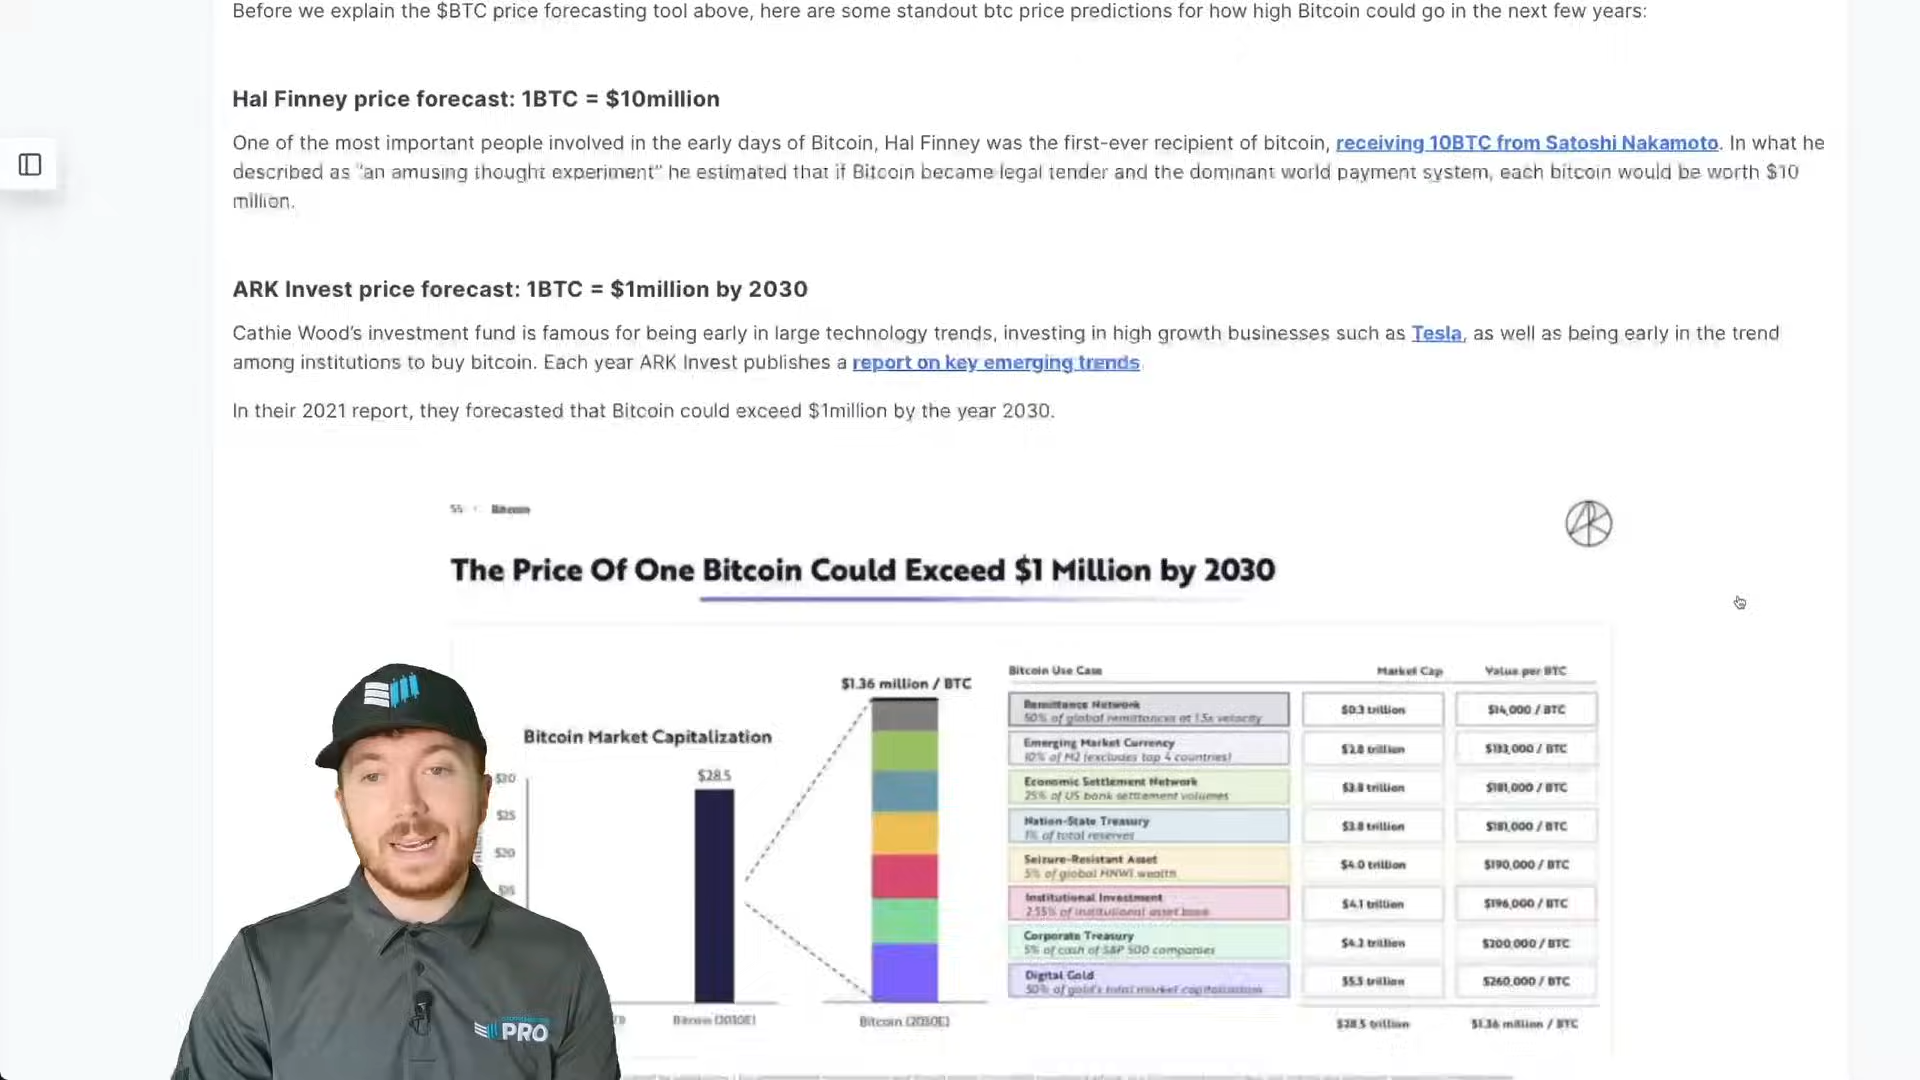 Before we explain the $BTC price forecasting tool above, here are some standout btc price predictions for how high Bitcoin could go in the next few years:
Hal Finney price forecast: 1BTC = $10million
One of the most important people involved in the early days of Bitcoin, Hal Finney was the first-ever recipient of bitcoin, receiving 10BTC from Satoshi Nakamoto. In what he
described as "an amusing thought experiment" he estimated that if Bitcoin became legal tender and the dominant world payment system, each bitcoin would be worth $10
million.
ARK Invest price forecast: 1BTC = $1million by 2030
Cathie Wood's investment fund is famous for being early in large technology trends, investing in high growth businesses such as Tesla, as well as being early in the trend
among institutions to buy bitcoin. Each year ARK Invest publishes a report on key emerging trends.
In their 2021 report, they forecasted that Bitcoin could exceed $1million by the year 2030.
55 Bitcoin
The Price Of One Bitcoin Could Exceed $1 Million by 2030
Bitcoin Market Capitalization
$28.5
$30
$25
$20
$15
Bitcoin (2030E)
$1.36 million / BTC
Bitcoin (2030E)
Bitcoin Use Case Market Cap Value per BTC
Remittance Network
50% of global remittances at 1.5x velocity
$0.3 trillion $14,000 / BTC
Emerging Market Currency
10% of M2 (excludes top 4 countries)
$2.8 trillion $133,000 / BTC
Economic Settlement Network
25% of US bank settlement volumes
$3.8 trillion $181,000 / BTC
Nation-State Treasury
1% of total reserves
$3.8 trillion $181,000 / BTC
Seizure-Resistant Asset
5% of global HNWI wealth
$4.0 trillion $190,000 / BTC
Institutional Investment
2.55% of institutional asset base
$4.1 trillion $196,000 / BTC
Corporate Treasury
5% of cash of S&P 500 companies
$4.2 trillion $200,000 / BTC
Digital Gold
50% of gold's total market capitalization
$5.5 trillion $260,000 / BTC
$28.5 trillion $1.36 million / BTC
PRO